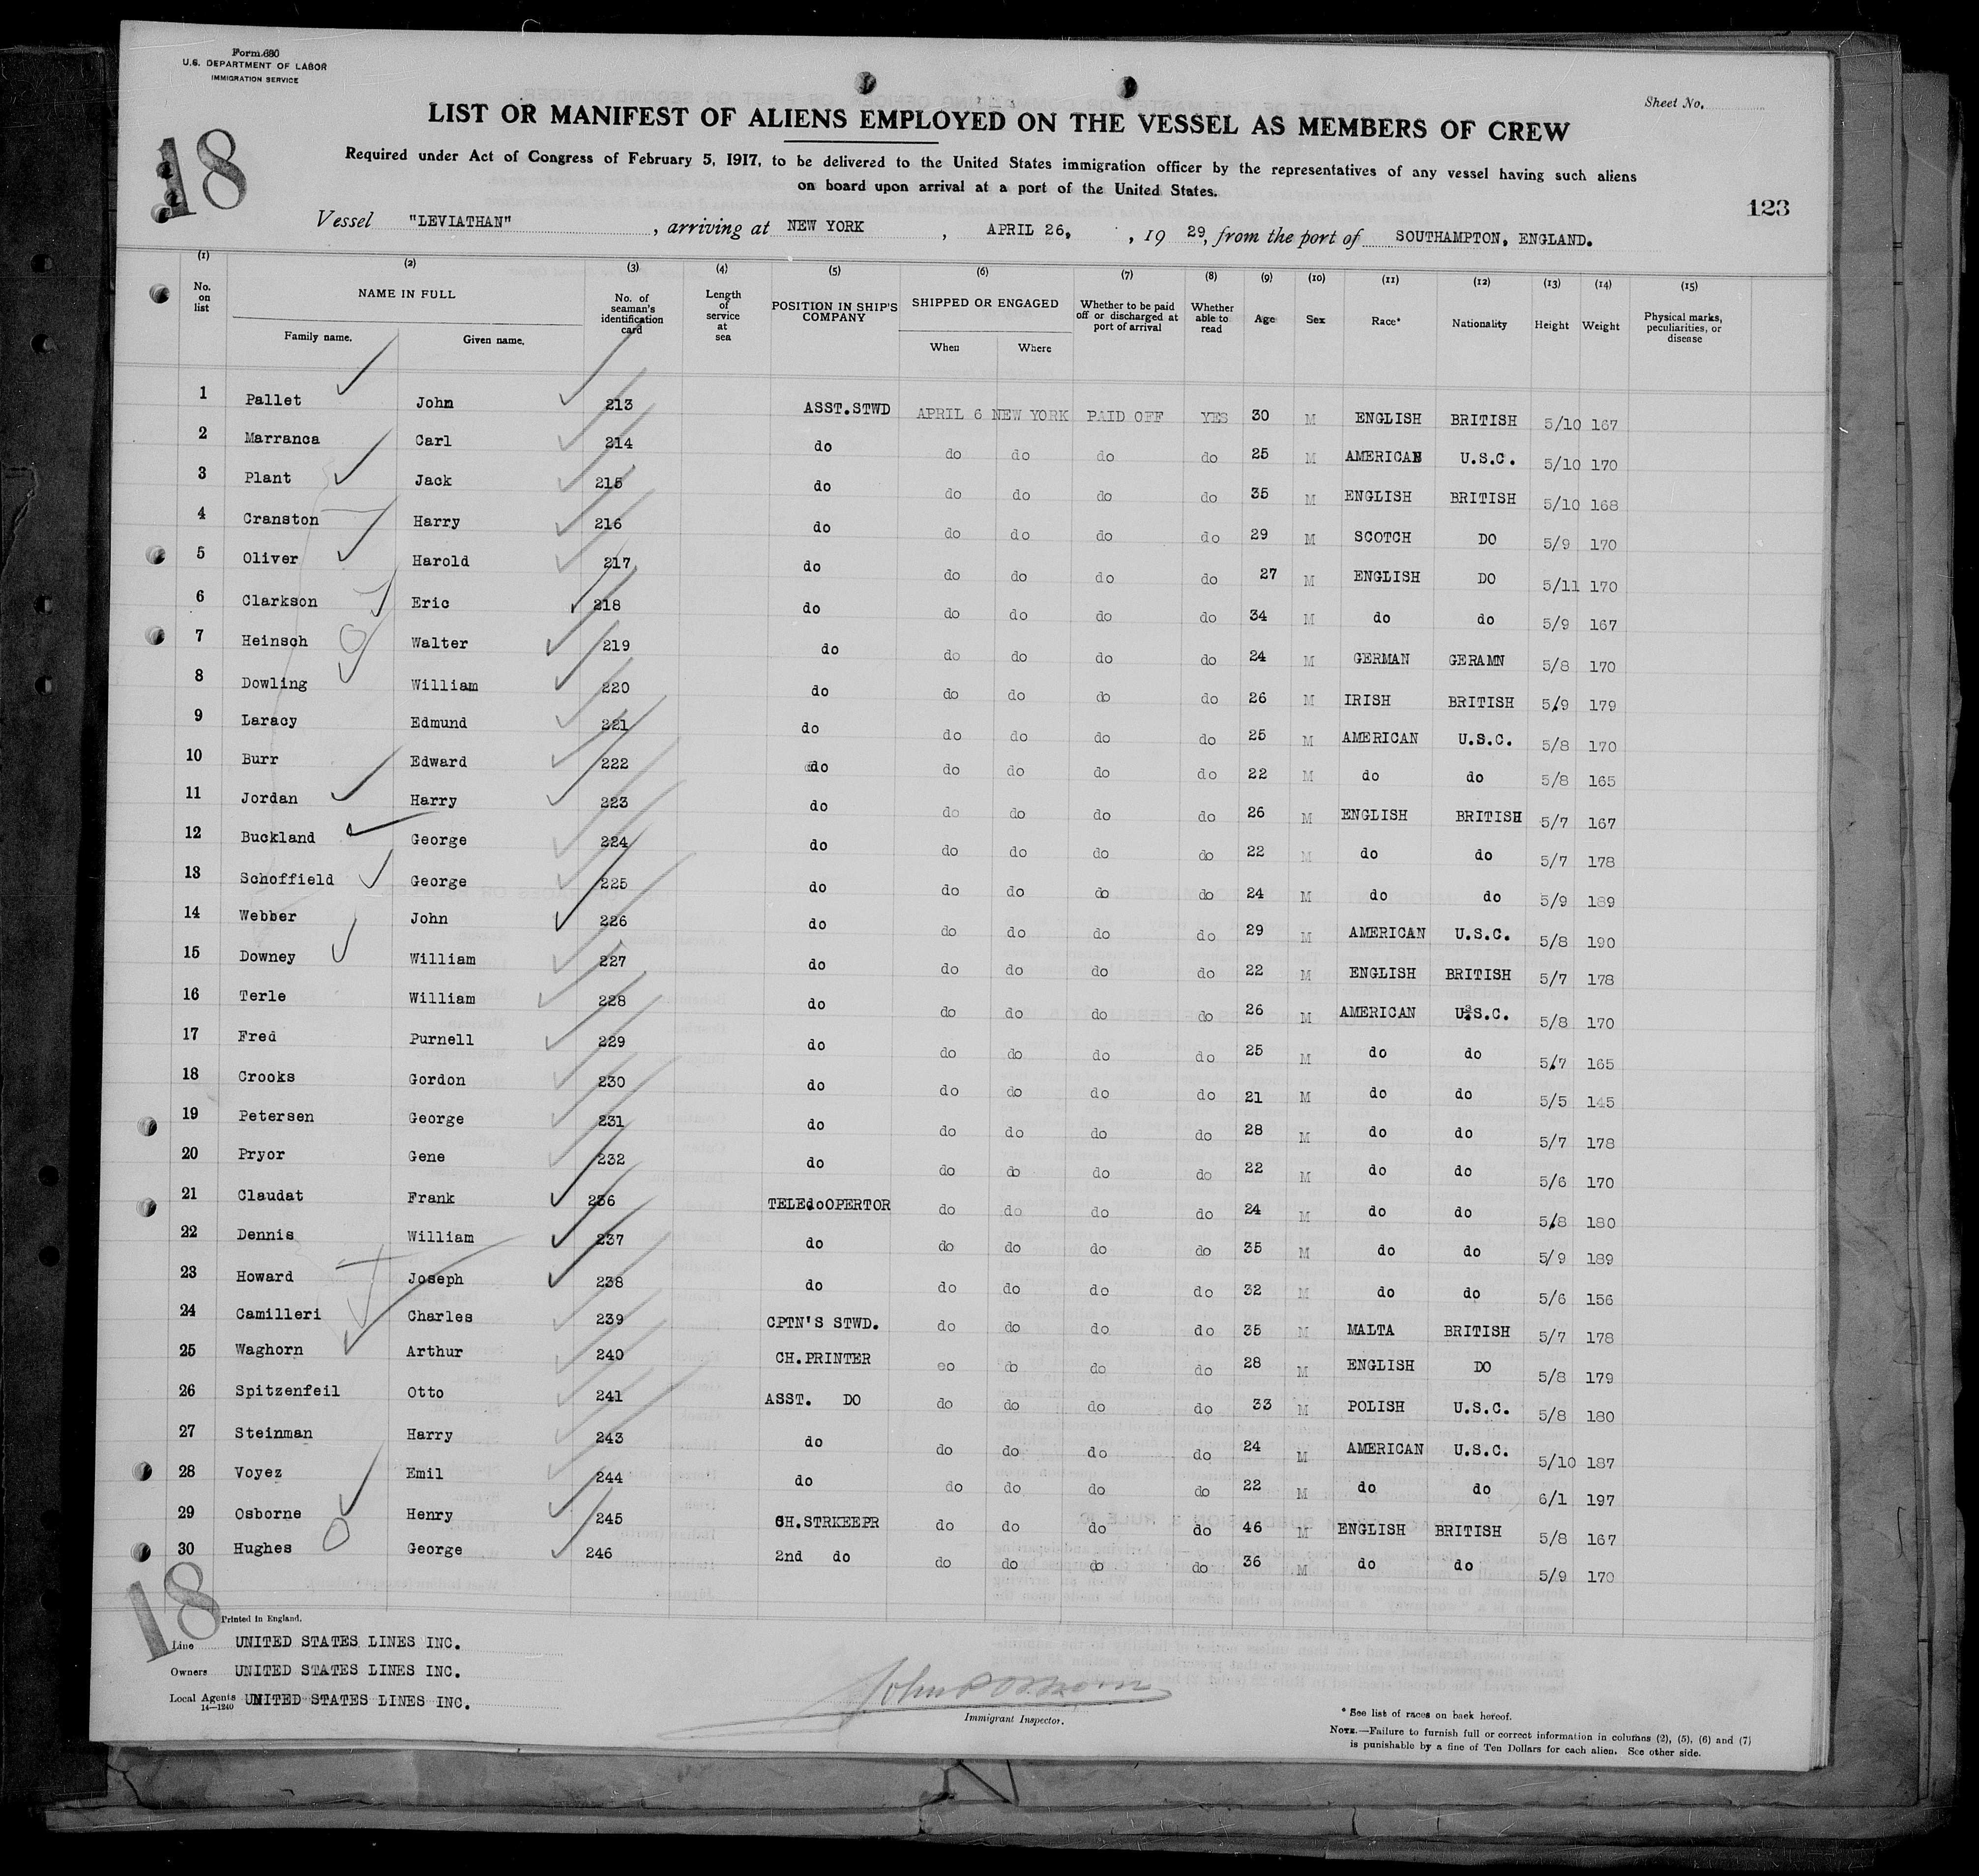 Form 680
U.S. DEPARTMENT OF LABOR
IMMIGRATION SERVICE
Sheet No.
LIST OR MANIFEST OF ALIENS EMPLOYED ON THE VESSEL AS MEMBERS OF CREW
18
Required under Act of Congress of February 5, 1917, to be delivered to the United States immigration officer by the representatives of any vessel having such aliens
on board upon arrival at a port of the United States.
123
Vessel "LEVIATHAN", arriving at NEW YORK, APRIL 26, , 19 29, from the port of SOUTHAMPTON, ENGLAND.
(1) (2) (3) (4) (5) (6) (7) (8) (9) (10) (11) (12) (13) (14) (15)
No. on list NAME IN FULL Family name. Given name. No. of seaman's identification card Length of service at sea POSITION IN SHIP'S COMPANY SHIPPED OR ENGAGED When Where Whether to be paid off or discharged at port of arrival Whether able to read Age Sex Race* Nationality Height Weight Physical marks, peculiarities, or disease
1 Pallet John 213 ASST.STWD APRIL 6 NEW YORK PAID OFF YES 30 M ENGLISH BRITISH 5/10 167
2 Marranca Carl 214 do do do do do 25 M AMERICAN U.S.C. 5/10 170
3 Plant Jack 215 do do do do do 35 M ENGLISH BRITISH 5/10 168
4 Cranston Harry 216 do do do do do 29 M SCOTCH DO 5/9 170
5 Oliver Harold 217 do do do do do 27 M ENGLISH DO 5/11 170
6 Clarkson Eric 218 do do do do do 34 M do do 5/9 167
7 Heinsch Walter 219 do do do do do 24 M GERMAN GERAMN 5/8 170
8 Dowling William 220 do do do do do 26 M IRISH BRITISH 5/9 179
9 Laracy Edmund 221 do do do do do 25 M AMERICAN U.S.C. 5/8 170
10 Burr Edward 222 do do do do do 22 M do do 5/8 165
11 Jordan Harry 223 do do do do do 26 M ENGLISH BRITISH 5/7 167
12 Buckland George 224 do do do do do 22 M do do 5/7 178
13 Schoffield George 225 do do do do do 24 M do do 5/9 189
14 Webber John 226 do do do do do 29 M AMERICAN U.S.C. 5/8 190
15 Downey William 227 do do do do do 22 M ENGLISH BRITISH 5/7 178
16 Terle William 228 do do do do do 26 M AMERICAN U.S.C. 5/8 170
17 Fred Purnell 229 do do do do do 25 M do do 5/7 165
18 Crooks Gordon 230 do do do do do 21 M do do 5/5 145
19 Petersen George 231 do do do do do 28 M do do 5/7 178
20 Pryor Gene 232 do do do do do 22 M do do 5/6 170
21 Claudat Frank 236 TELEdoOPERTOR do do do do 24 M do do 5/8 180
22 Dennis William 237 do do do do do 35 M do do 5/9 189
23 Howard Joseph 238 do do do do do 32 M do do 5/6 156
24 Camilleri Charles 239 CPTN'S STWD. do do do do 35 M MALTA BRITISH 5/7 178
25 Waghorn Arthur 240 CH.PRINTER eo do do do 28 M ENGLISH DO 5/8 179
26 Spitzenfeil Otto 241 ASST. DO do do do do 33 M POLISH U.S.C. 5/8 180
27 Steinman Harry 243 do do do do do 24 M AMERICAN U.S.C. 5/10 187
28 Voyez Emil 244 do do do do do 22 M do do 6/1 197
29 Osborne Henry 245 CH.STRKEEPR do do do do 46 M ENGLISH BRITISH 5/8 167
30 Hughes George 246 2nd do do do do do 36 M do do 5/9 170
18
Printed in England.
Line UNITED STATES LINES INC.
Owners UNITED STATES LINES INC.
Local Agents UNITED STATES LINES INC.
14—1240
Immigrant Inspector.
* See list of races on back hereof.
NOTE.—Failure to furnish full or correct information in columns (2), (5), (6) and (7)
is punishable by a fine of Ten Dollars for each alien. See other side.